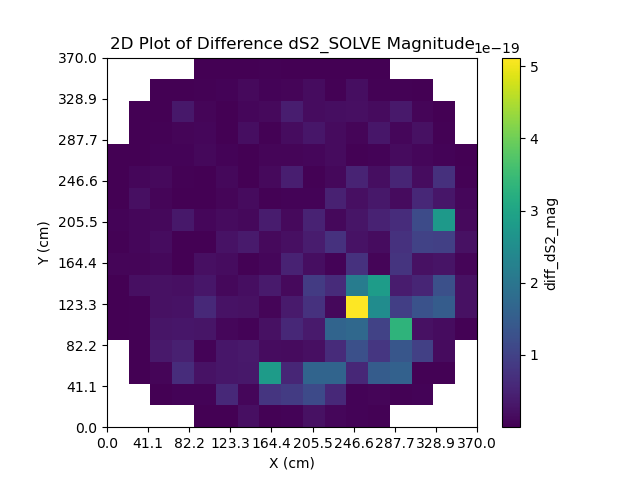 2D Plot of Difference dS2_SOLVE Magnitude
1e−19
370.0
328.9
287.7
246.6
205.5
164.4
123.3
82.2
41.1
0.0
Y (cm)
0.0 41.1 82.2 123.3 164.4 205.5 246.6 287.7 328.9 370.0
X (cm)
5
4
3
2
1
diff_dS2_mag